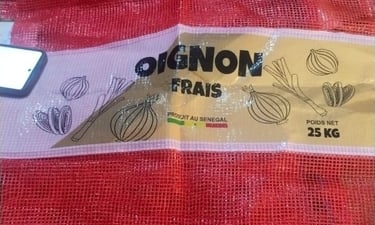 OIGNON
FRAIS
PRODUIT AU SENEGAL
POIDS NET
25 KG